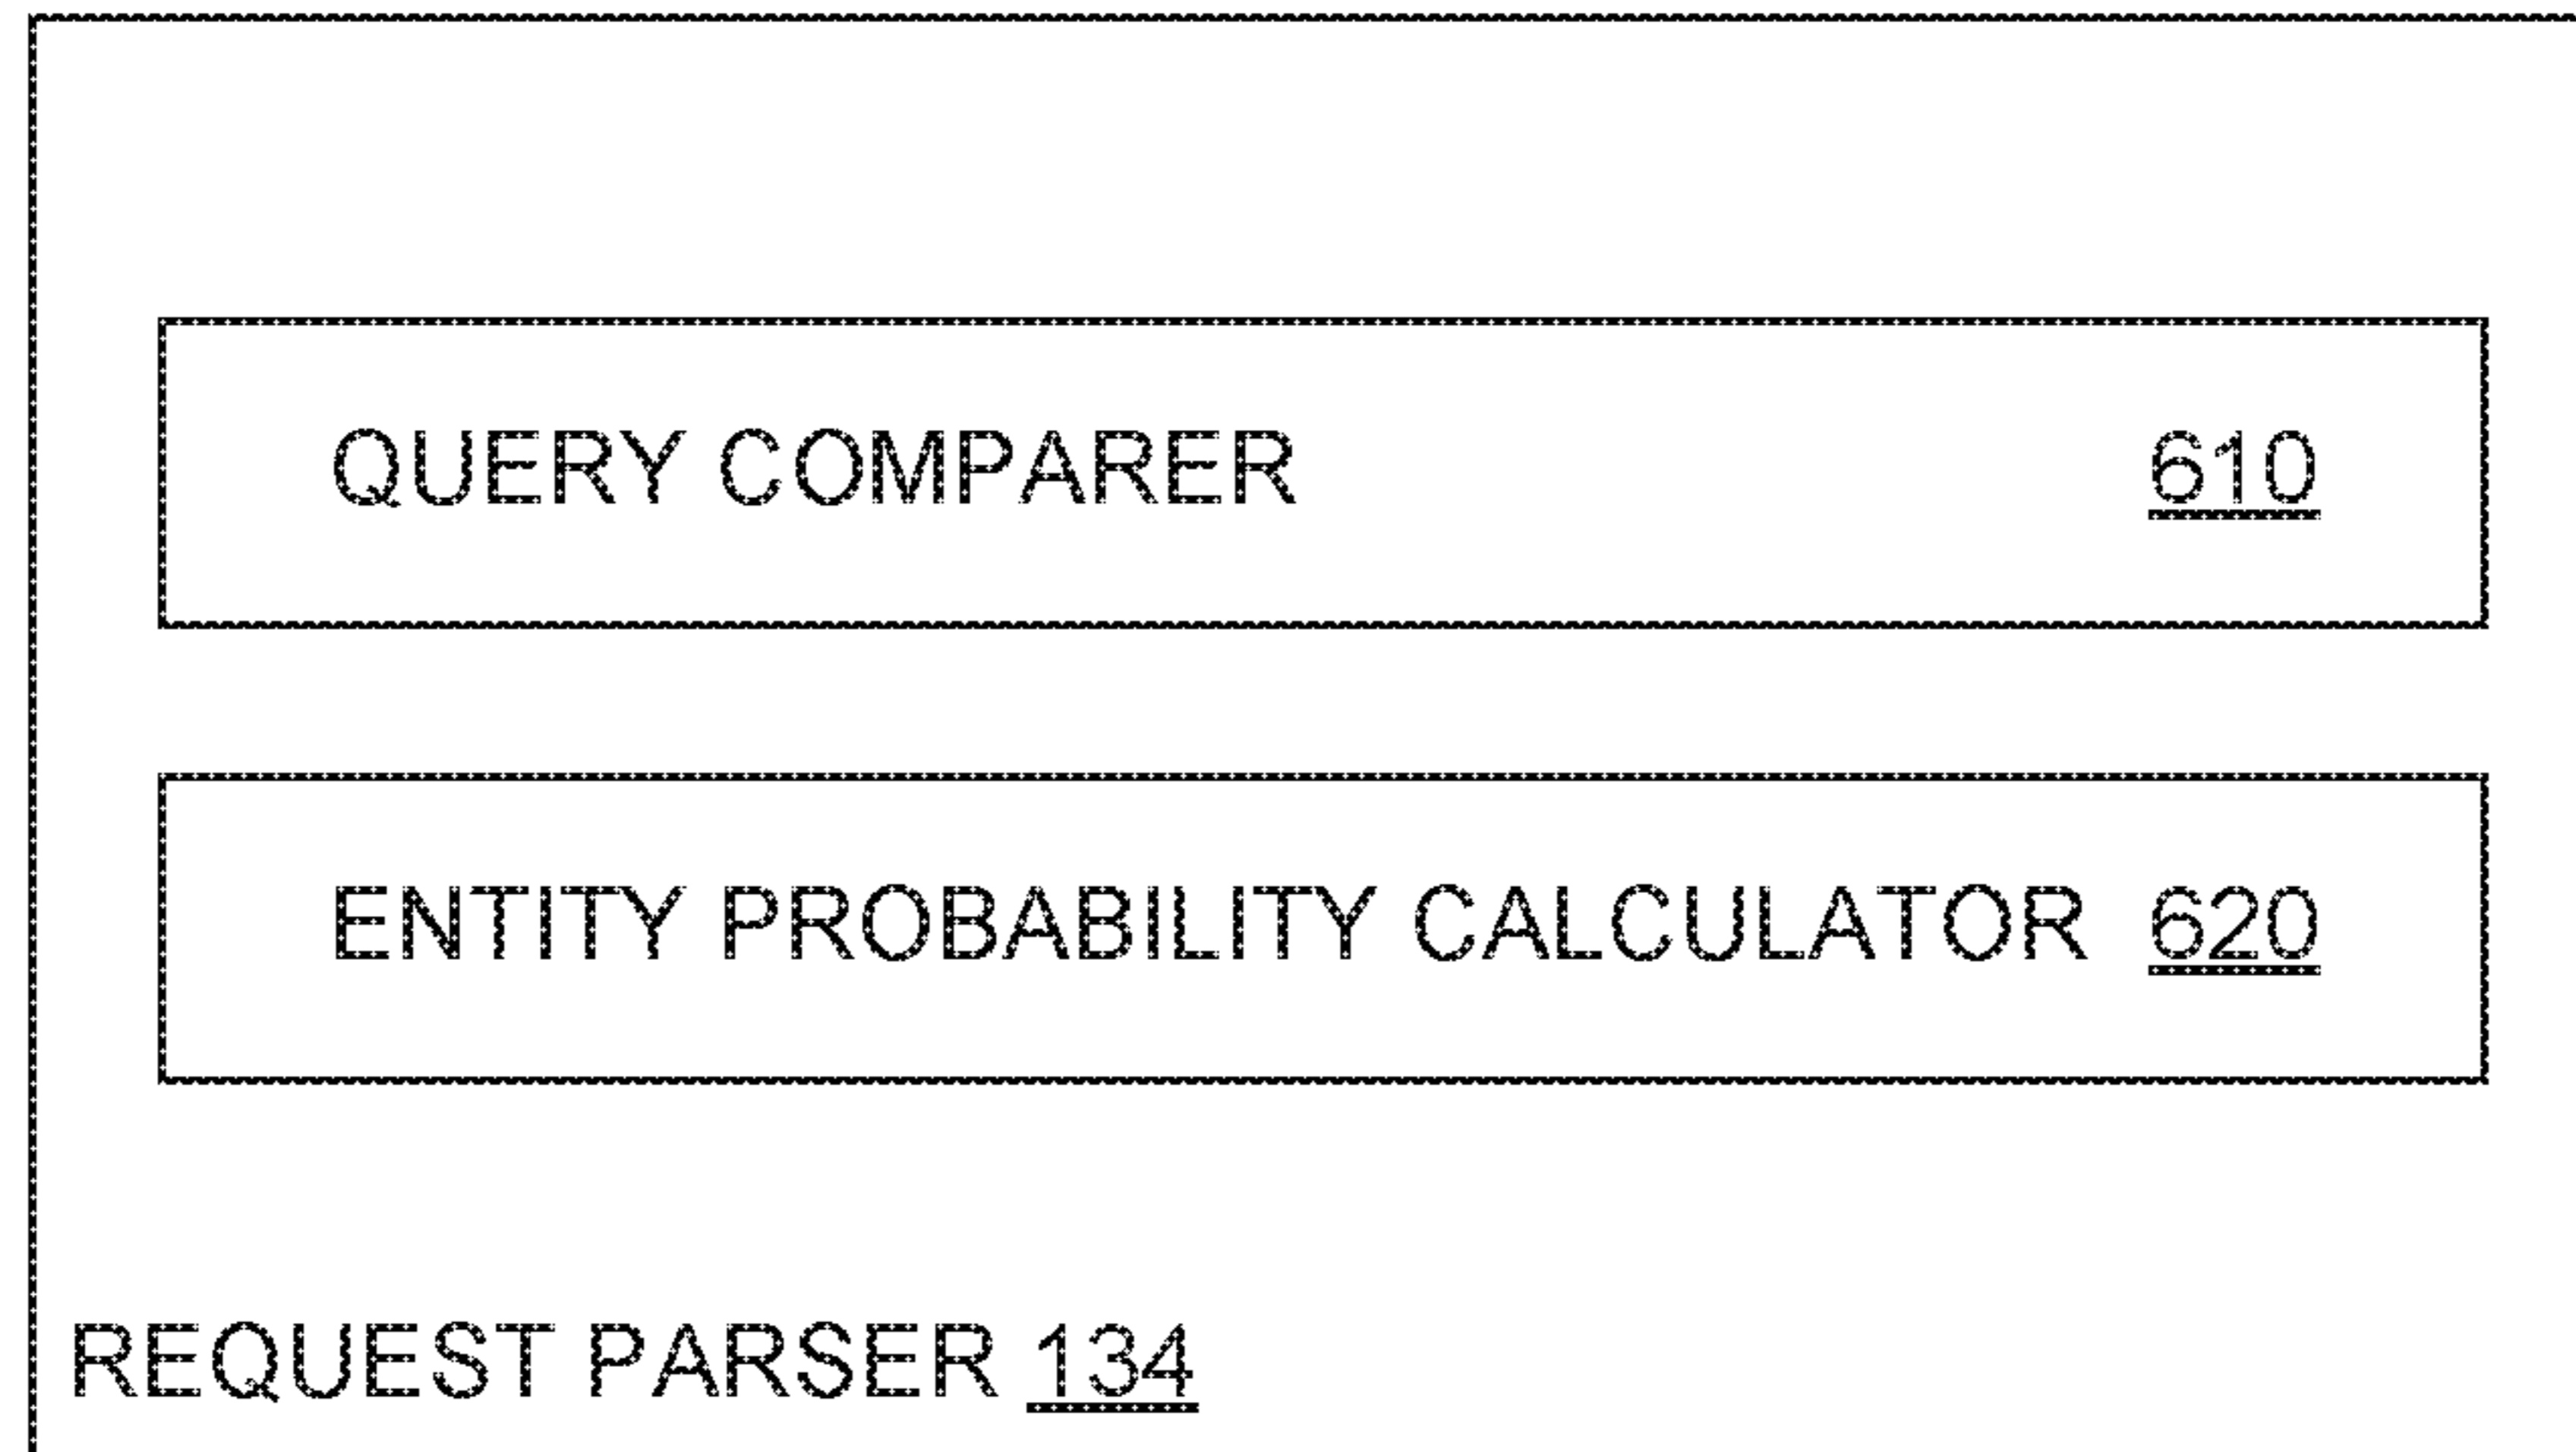 QUERY COMPARER 610
ENTITY PROBABILITY CALCULATOR 620
REQUEST PARSER 134